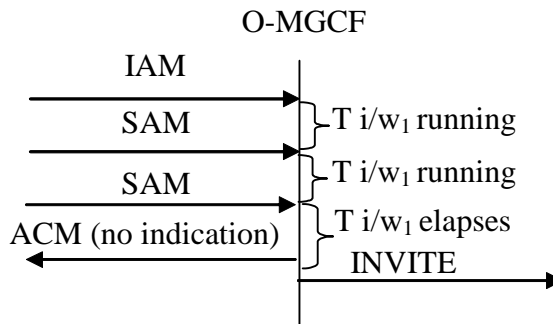 O-MGCF
IAM
T i/w₁ running
SAM
T i/w₁ running
SAM
T i/w₁ elapses
ACM (no indication)
INVITE